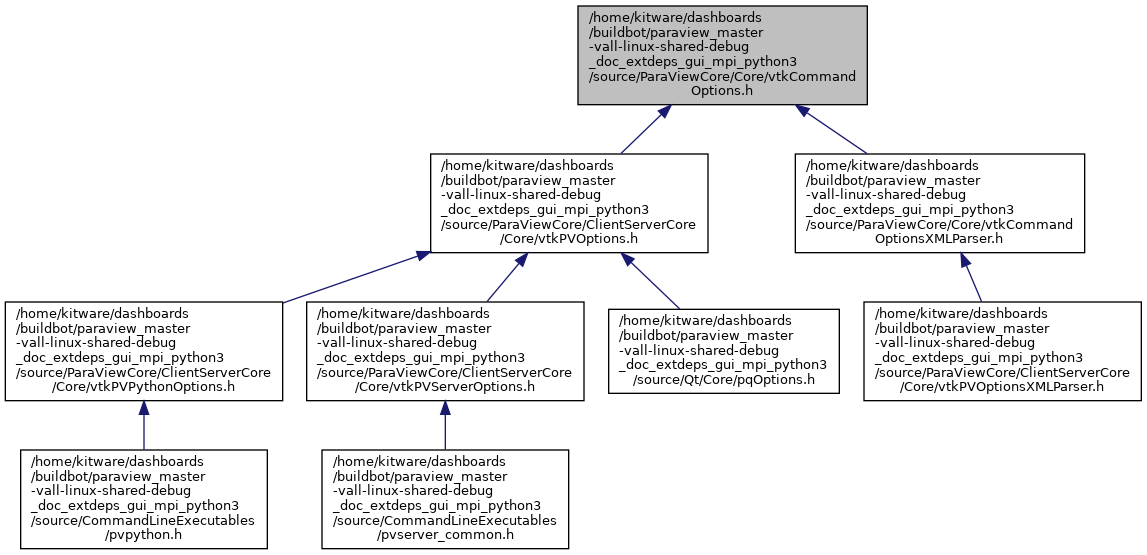 /home/kitware/dashboards
/buildbot/paraview_master
-vall-linux-shared-debug
_doc_extdeps_gui_mpi_python3
/source/ParaViewCore/Core/vtkCommand
Options.h
/home/kitware/dashboards
/buildbot/paraview_master
-vall-linux-shared-debug
_doc_extdeps_gui_mpi_python3
/source/ParaViewCore/ClientServerCore
/Core/vtkPVOptions.h
/home/kitware/dashboards
/buildbot/paraview_master
-vall-linux-shared-debug
_doc_extdeps_gui_mpi_python3
/source/ParaViewCore/Core/vtkCommand
OptionsXMLParser.h
/home/kitware/dashboards
/buildbot/paraview_master
-vall-linux-shared-debug
_doc_extdeps_gui_mpi_python3
/source/ParaViewCore/ClientServerCore
/Core/vtkPVPythonOptions.h
/home/kitware/dashboards
/buildbot/paraview_master
-vall-linux-shared-debug
_doc_extdeps_gui_mpi_python3
/source/ParaViewCore/ClientServerCore
/Core/vtkPVServerOptions.h
/home/kitware/dashboards
/buildbot/paraview_master
-vall-linux-shared-debug
_doc_extdeps_gui_mpi_python3
/source/Qt/Core/pqOptions.h
/home/kitware/dashboards
/buildbot/paraview_master
-vall-linux-shared-debug
_doc_extdeps_gui_mpi_python3
/source/ParaViewCore/ClientServerCore
/Core/vtkPVOptionsXMLParser.h
/home/kitware/dashboards
/buildbot/paraview_master
-vall-linux-shared-debug
_doc_extdeps_gui_mpi_python3
/source/CommandLineExecutables
/pvpython.h
/home/kitware/dashboards
/buildbot/paraview_master
-vall-linux-shared-debug
_doc_extdeps_gui_mpi_python3
/source/CommandLineExecutables
/pvserver_common.h